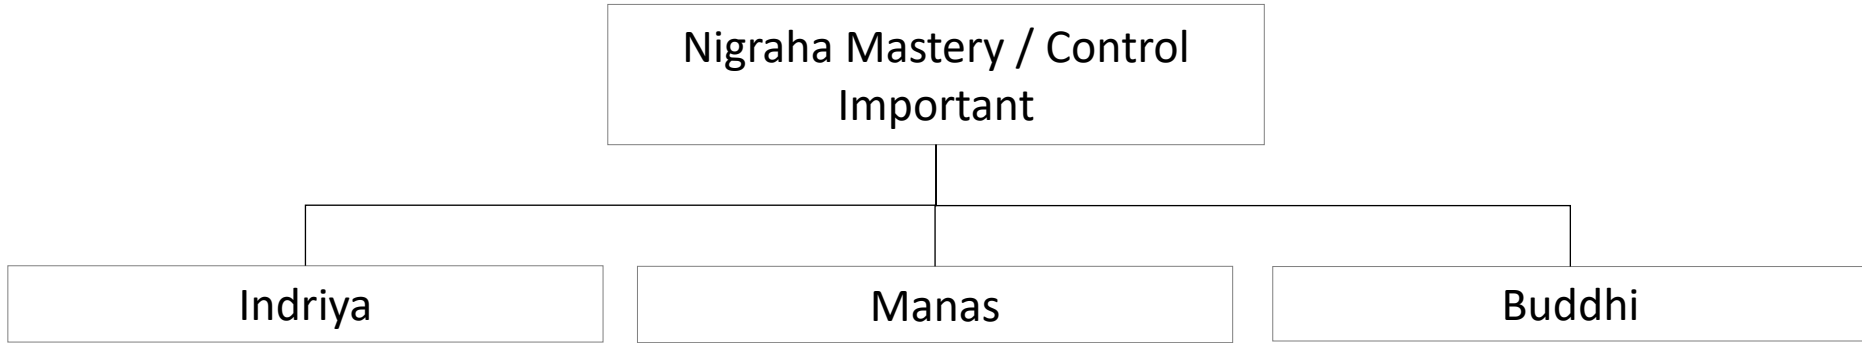 Nigraha Mastery / Control
Important
Indriya
Manas
Buddhi